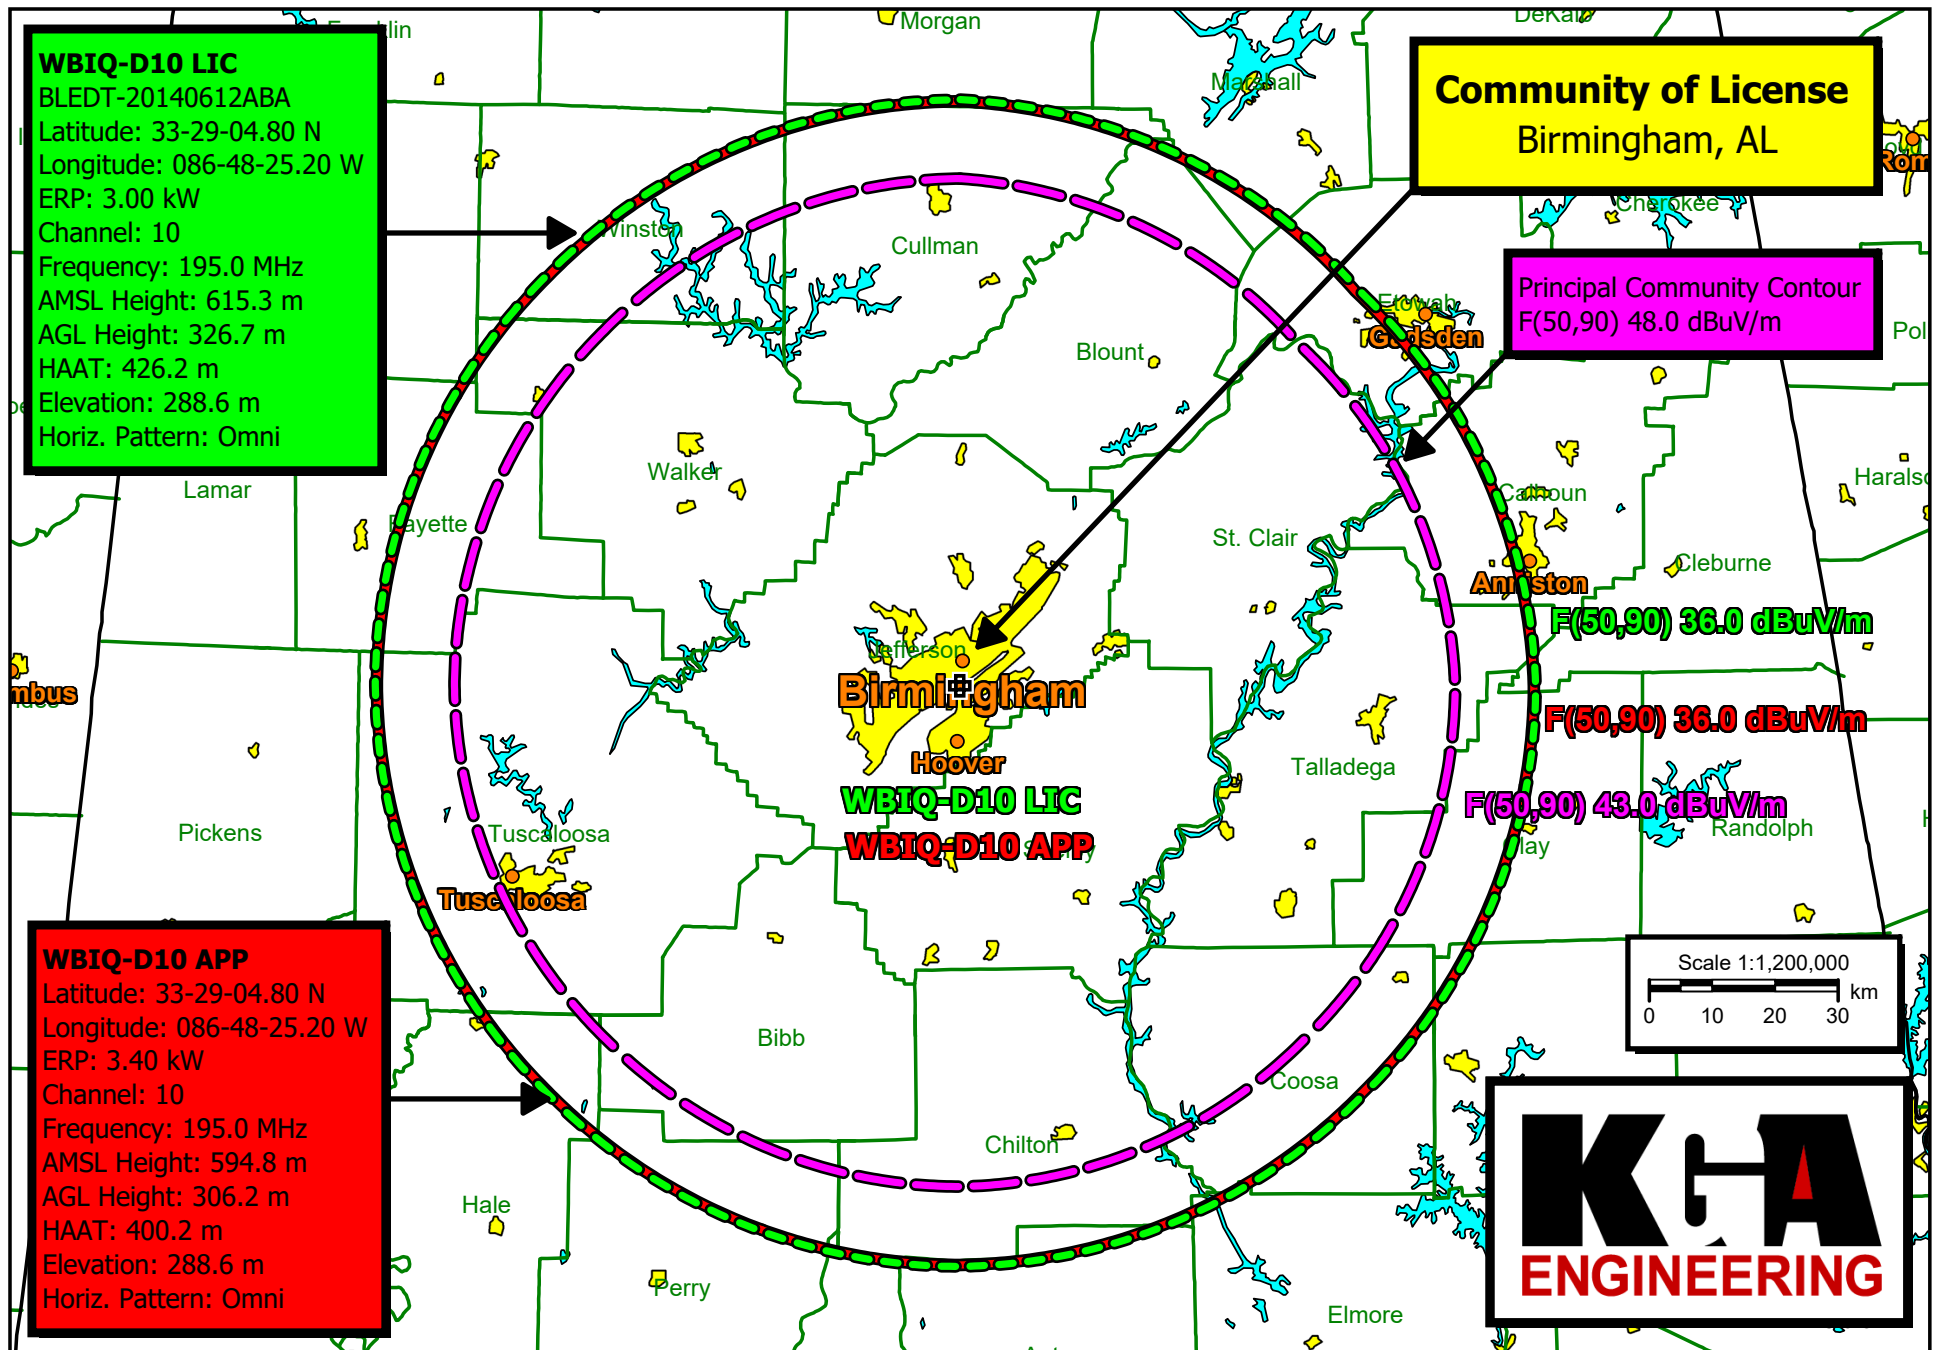 WBIQ-D10 LIC
BLEDT-20140612ABA
Latitude: 33-29-04.80 N
Longitude: 086-48-25.20 W
ERP: 3.00 kW
Channel: 10
Frequency: 195.0 MHz
AMSL Height: 615.3 m
AGL Height: 326.7 m
HAAT: 426.2 m
Elevation: 288.6 m
Horiz. Pattern: Omni
Community of License
Birmingham, AL
Principal Community Contour
F(50,90) 48.0 dBuV/m
Morgan
DeKalb
Marshall
Cherokee
Winston
Cullman
Etowah
Gadsden
Blount
Walker
Lamar
Fayette
Calhoun
St. Clair
Cleburne
Anniston
F(50,90) 36.0 dBuV/m
Jefferson
Birmingham
F(50,90) 36.0 dBuV/m
Hoover
Talladega
WBIQ-D10 LIC
F(50,90) 43.0 dBuV/m
Pickens
Tuscaloosa
Randolph
WBIQ-D10 APP
Tuscaloosa
WBIQ-D10 APP
Latitude: 33-29-04.80 N
Longitude: 086-48-25.20 W
ERP: 3.40 kW
Channel: 10
Frequency: 195.0 MHz
AMSL Height: 594.8 m
AGL Height: 306.2 m
HAAT: 400.2 m
Elevation: 288.6 m
Horiz. Pattern: Omni
Scale 1:1,200,000
km
0 10 20 30
Bibb
Coosa
Chilton
Hale
Perry
Elmore
KGA
ENGINEERING